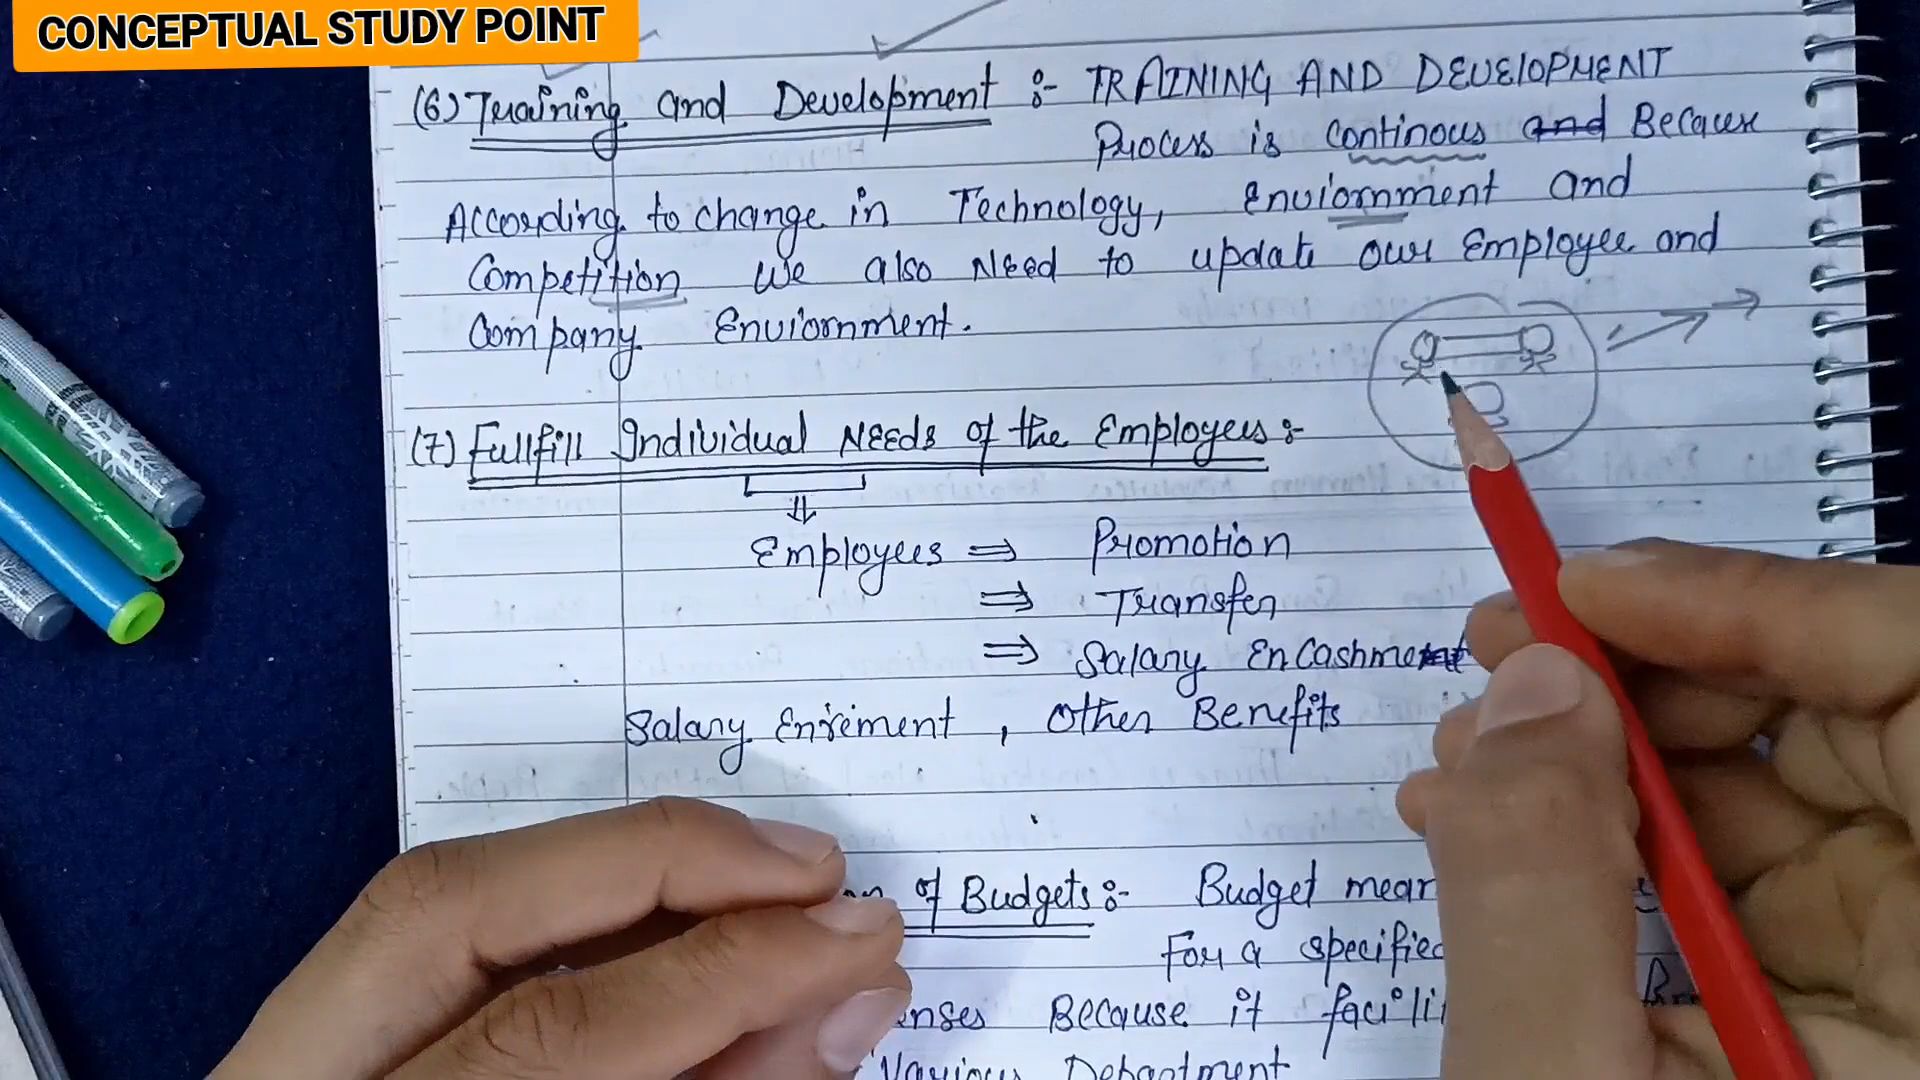 CONCEPTUAL STUDY POINT
(6) Training and Development :- TRAINING AND DEVELOPMENT
Process is continous and Because
According to change in Technology, Enviornment and
Competition we also Need to update our Employee and
Company Enviornment.
(7) Fullfill Individual Needs of the Employees :-
Employees ⇒ Promotion
⇒ Transfer
⇒ Salary Encashment
Salary Enriement , Other Benefits
of Budgets :- Budget mean
For a specified
enses Because it facili
Various Department